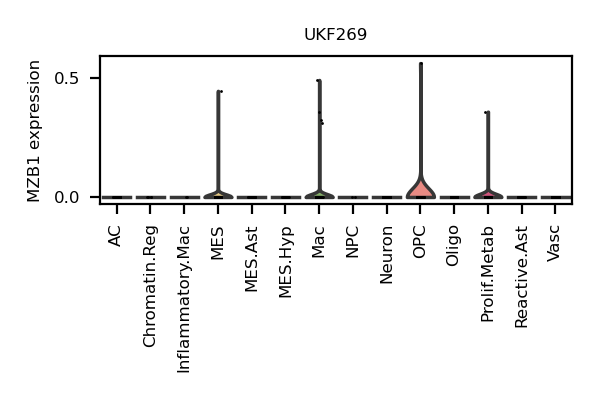 UKF269
MZB1 expression
0.5
0.0
AC
Chromatin.Reg
Inflammatory.Mac
MES
MES.Ast
MES.Hyp
Mac
NPC
Neuron
OPC
Oligo
Prolif.Metab
Reactive.Ast
Vasc